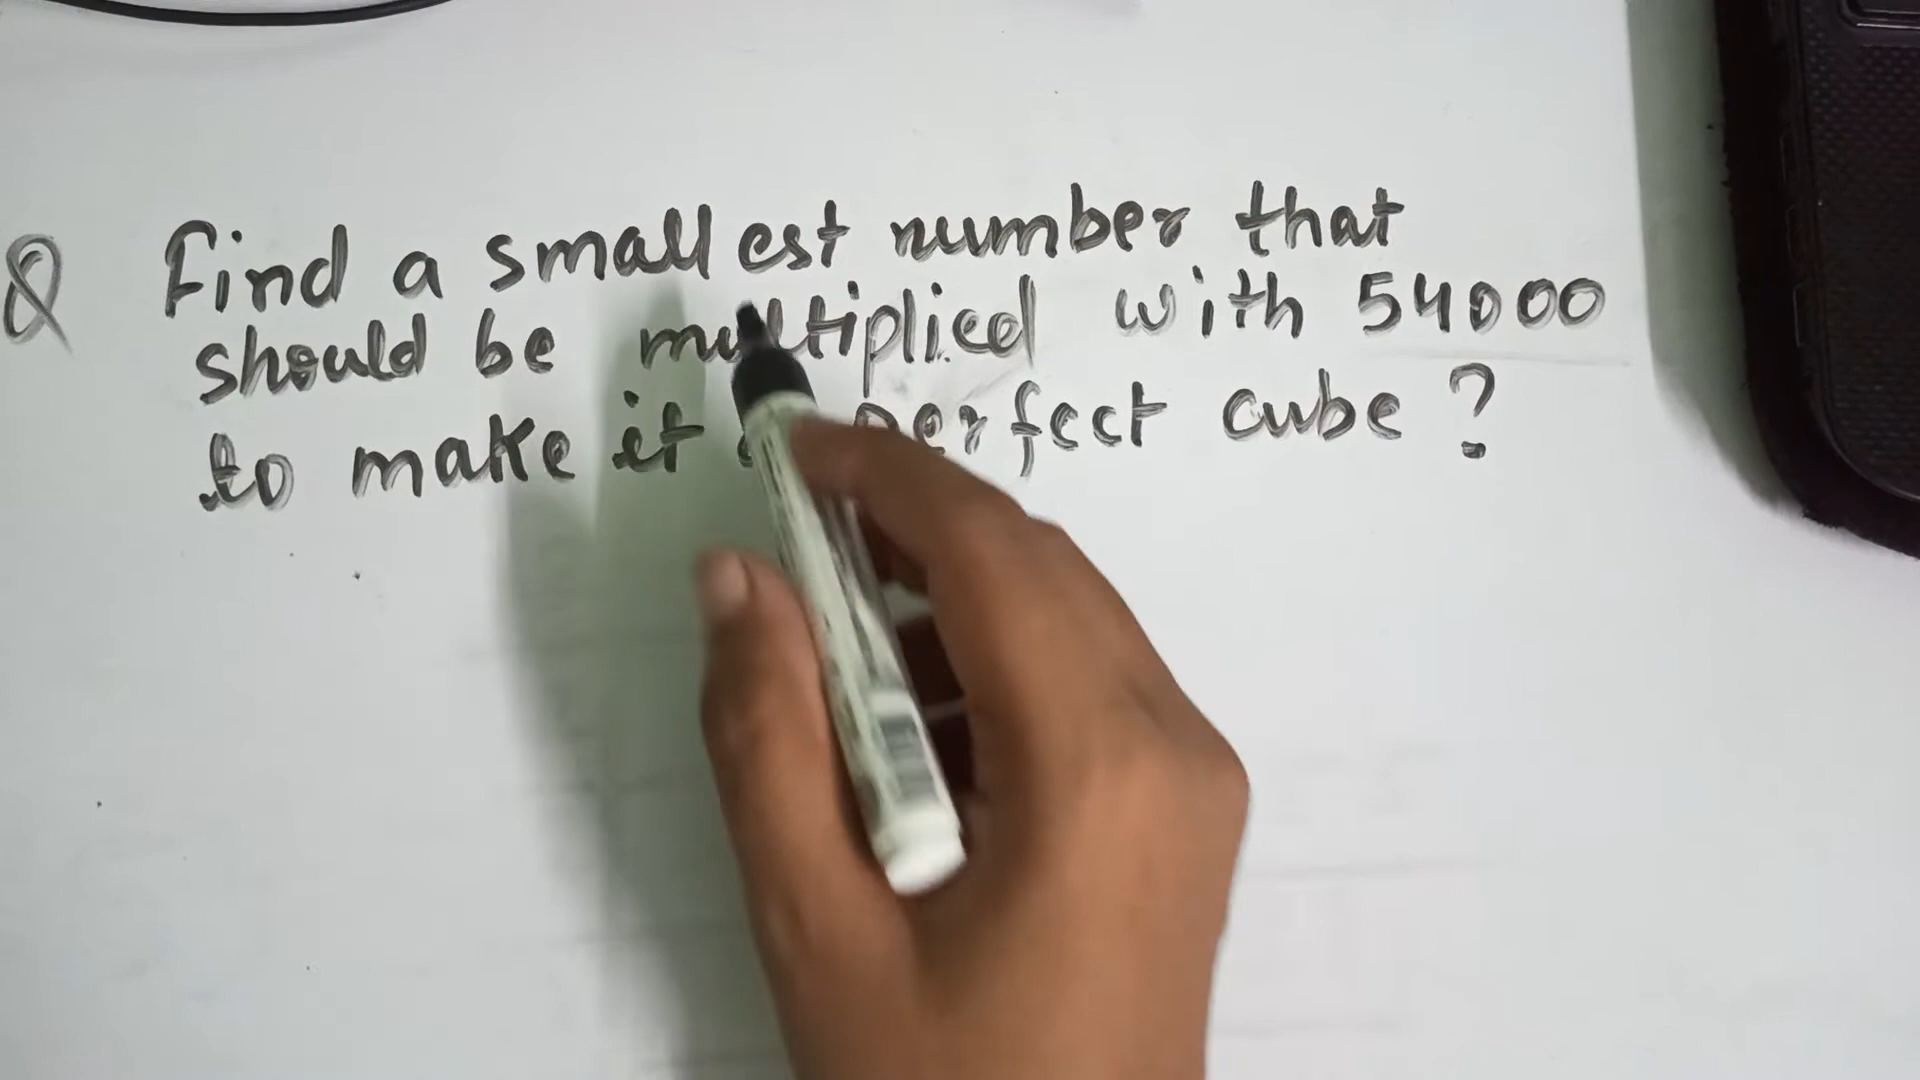 Q Find a smallest number that
should be multiplied with 54000
to make it a perfect cube ?